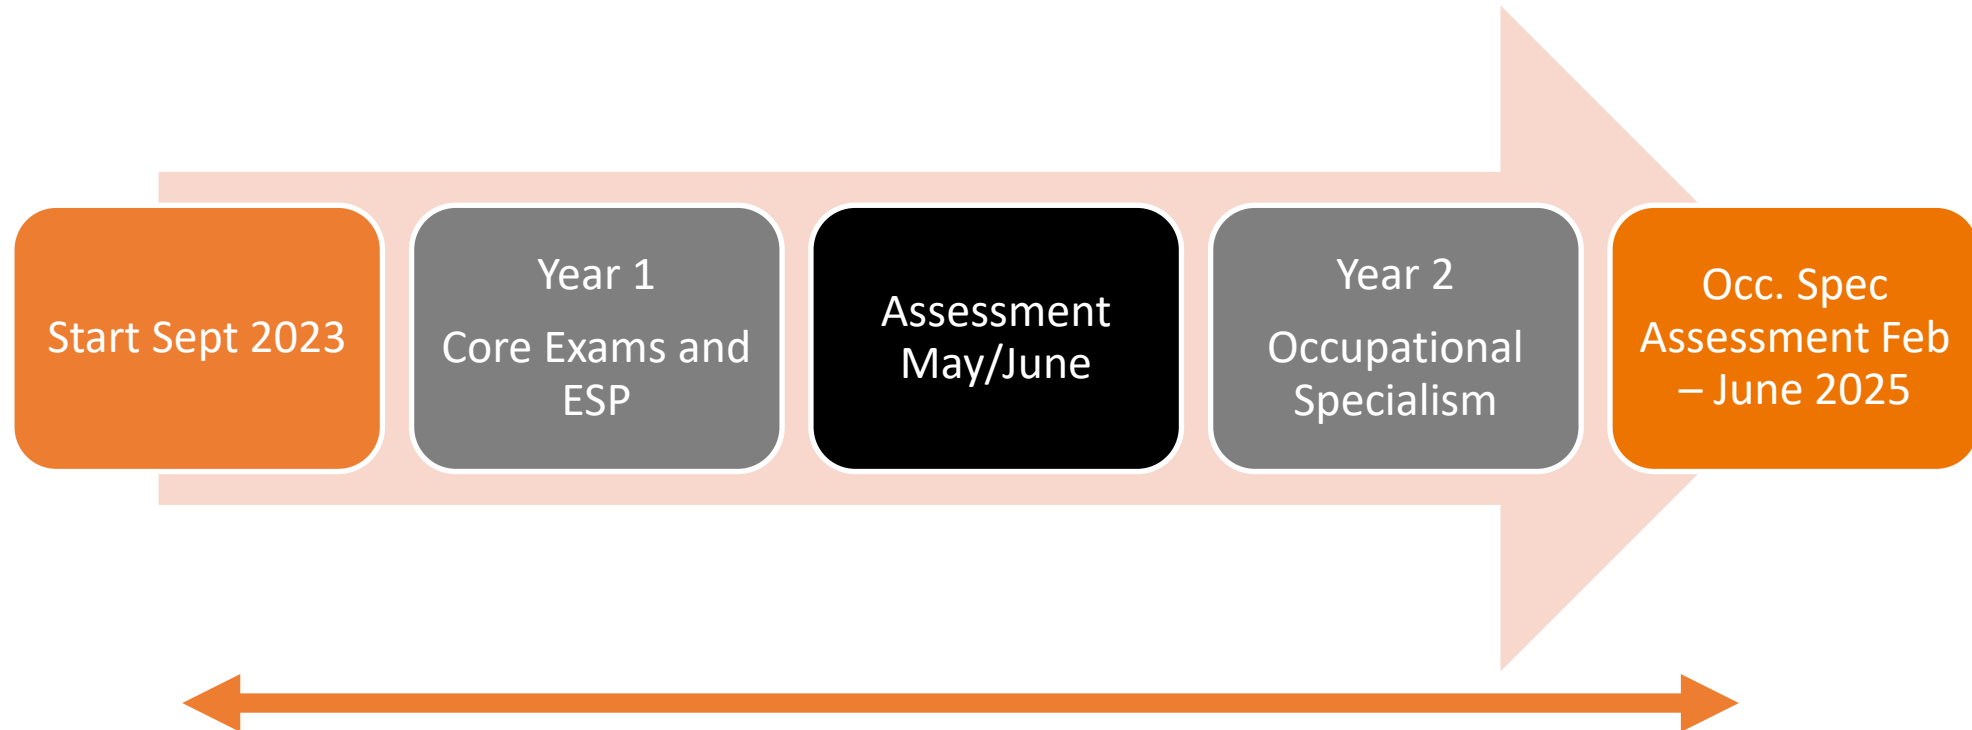 Start Sept 2023
Year 1
Core Exams and
ESP
Assessment
May/June
Year 2
Occupational
Specialism
Occ. Spec
Assessment Feb
– June 2025